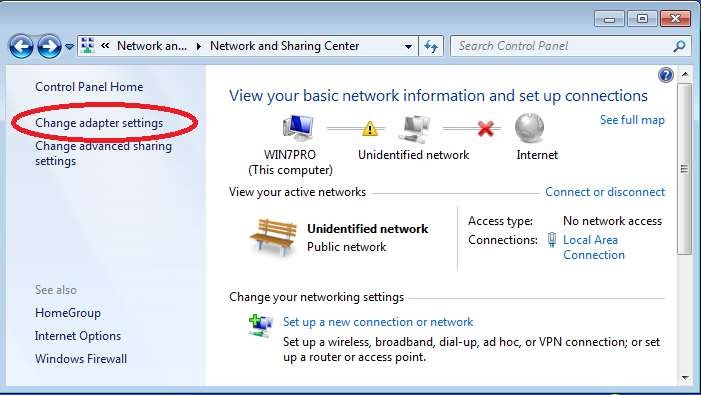 « Network an... ▸ Network and Sharing Center
Search Control Panel
Control Panel Home
Change adapter settings
Change advanced sharing
settings
See also
HomeGroup
Internet Options
Windows Firewall
View your basic network information and set up connections
See full map
WIN7PRO
(This computer)
Unidentified network
Internet
View your active networks
Connect or disconnect
Unidentified network
Public network
Access type: No network access
Connections: Local Area
Connection
Change your networking settings
Set up a new connection or network
Set up a wireless, broadband, dial-up, ad hoc, or VPN connection; or set
up a router or access point.